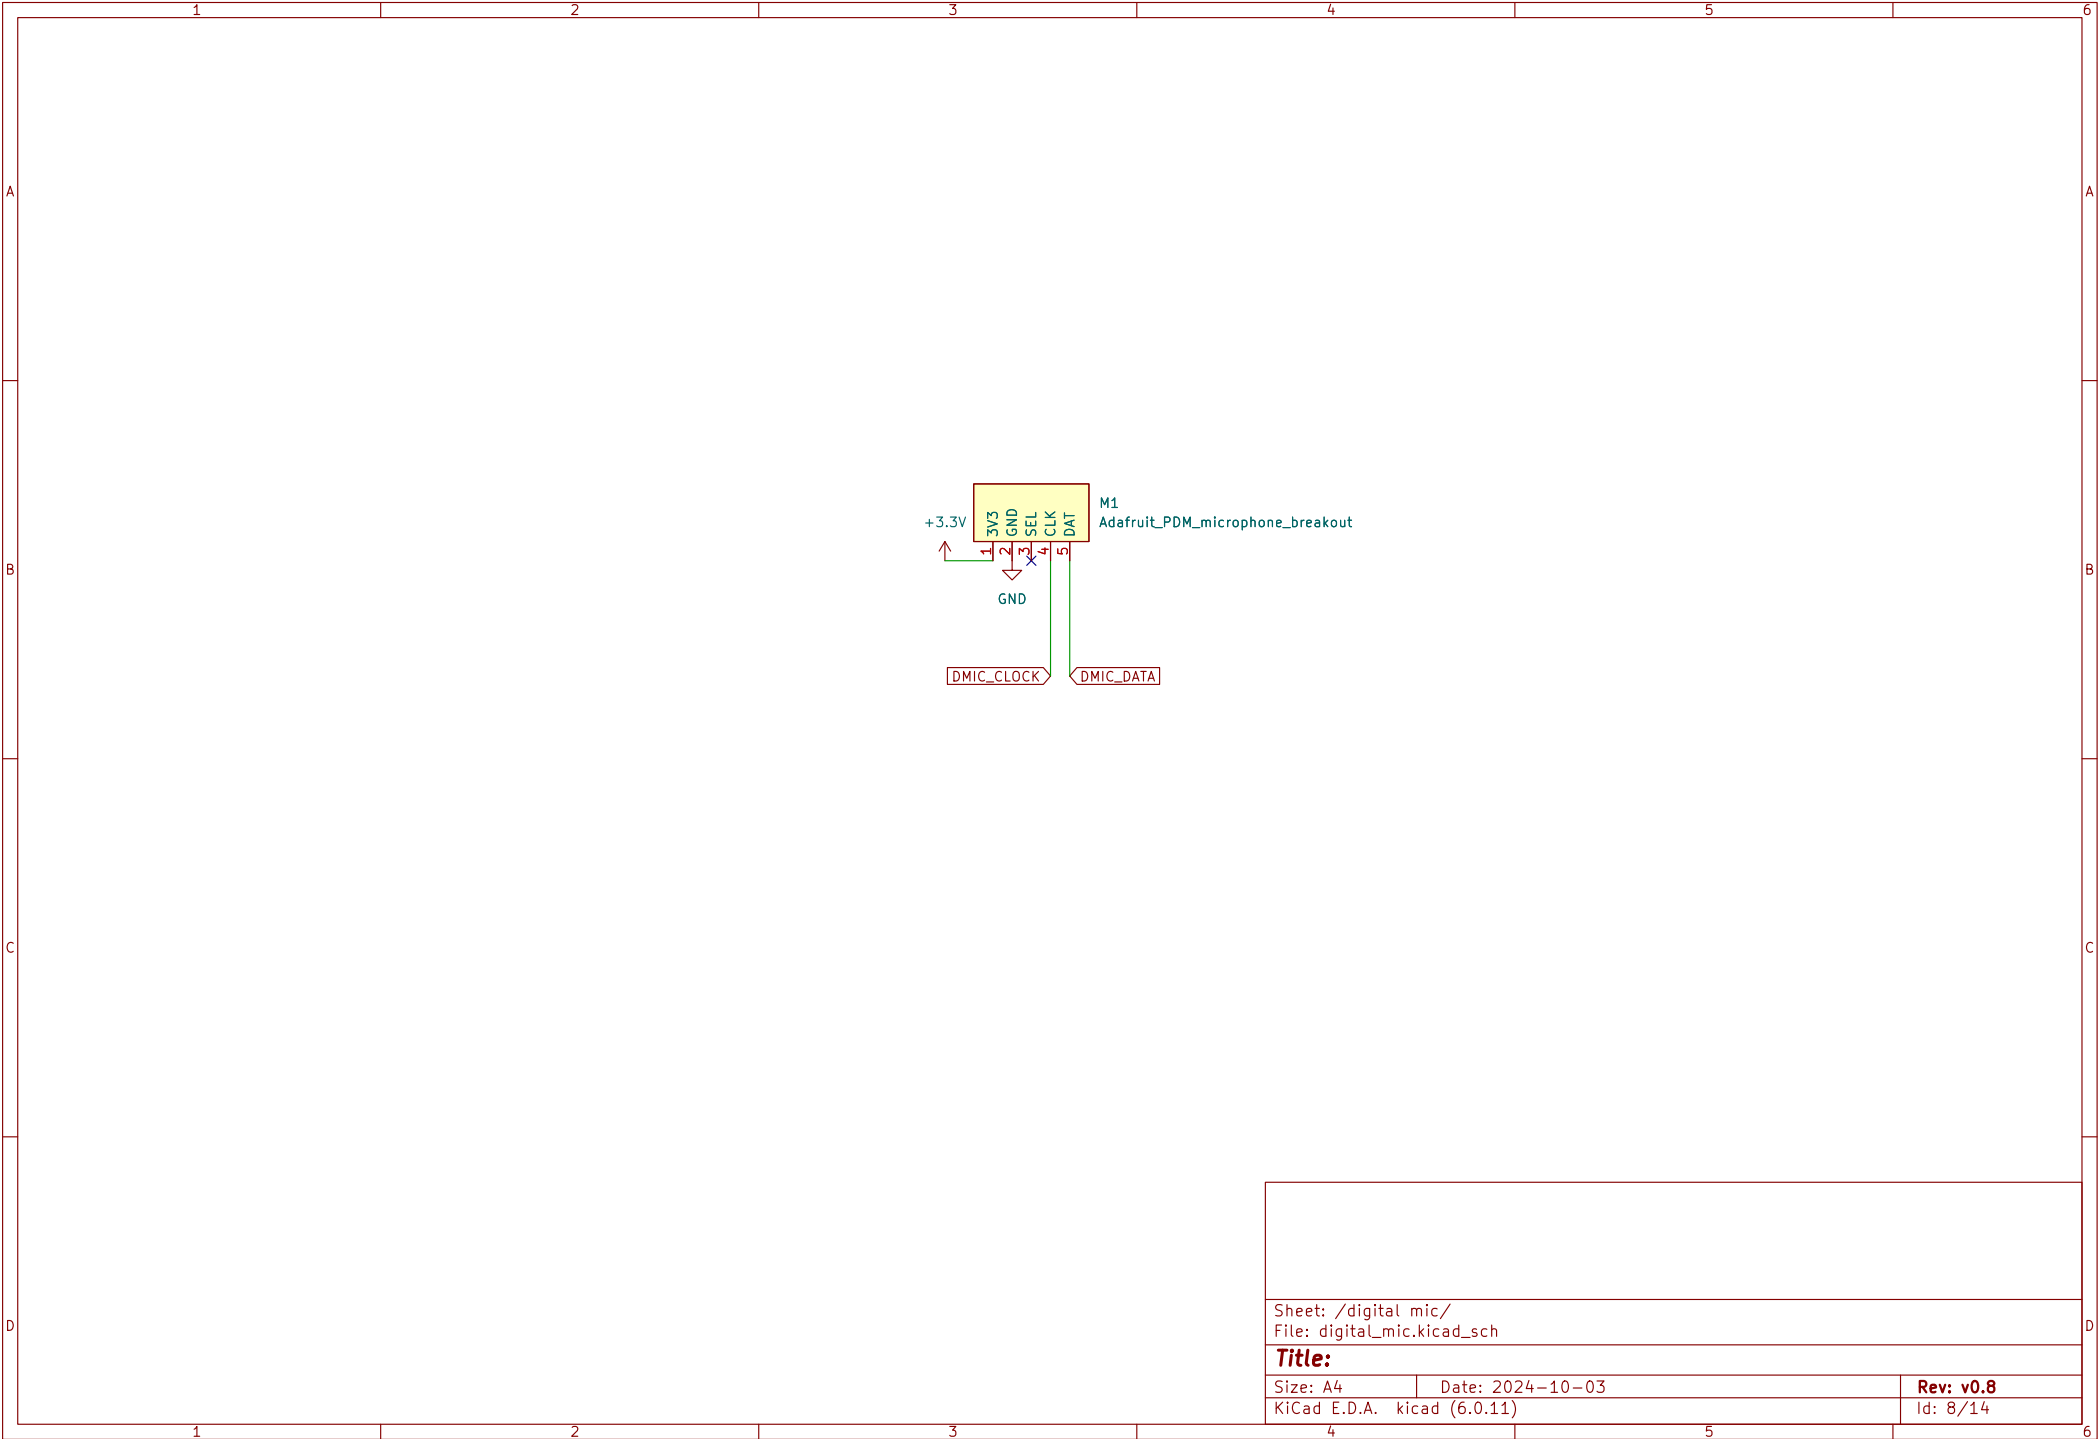 1 2 3 4 5 6
A A
M1
+3.3V Adafruit_PDM_microphone_breakout
3V3 GND SEL CLK DAT
1 2 3 4 5
B B
GND
DMIC_CLOCK DMIC_DATA
C C
Sheet: /digital mic/
D File: digital_mic.kicad_sch D
Title:
Size: A4 Date: 2024-10-03 Rev: v0.8
KiCad E.D.A. kicad (6.0.11) Id: 8/14
1 2 3 4 5 6